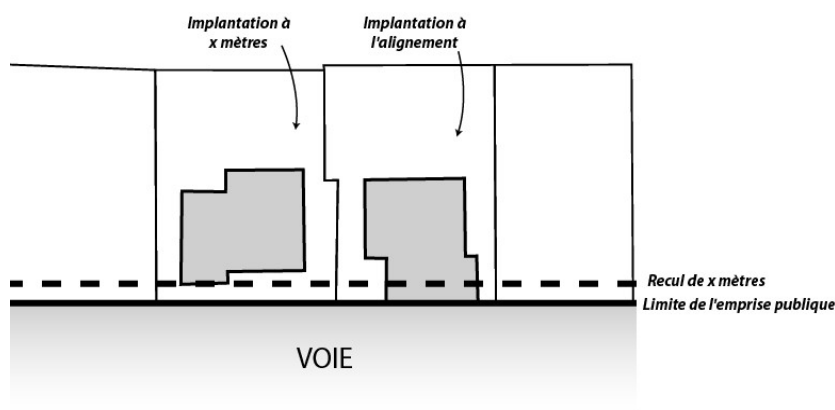 Implantation à
x mètres
Implantation à
l'alignement
Recul de x mètres
Limite de l'emprise publique
VOIE